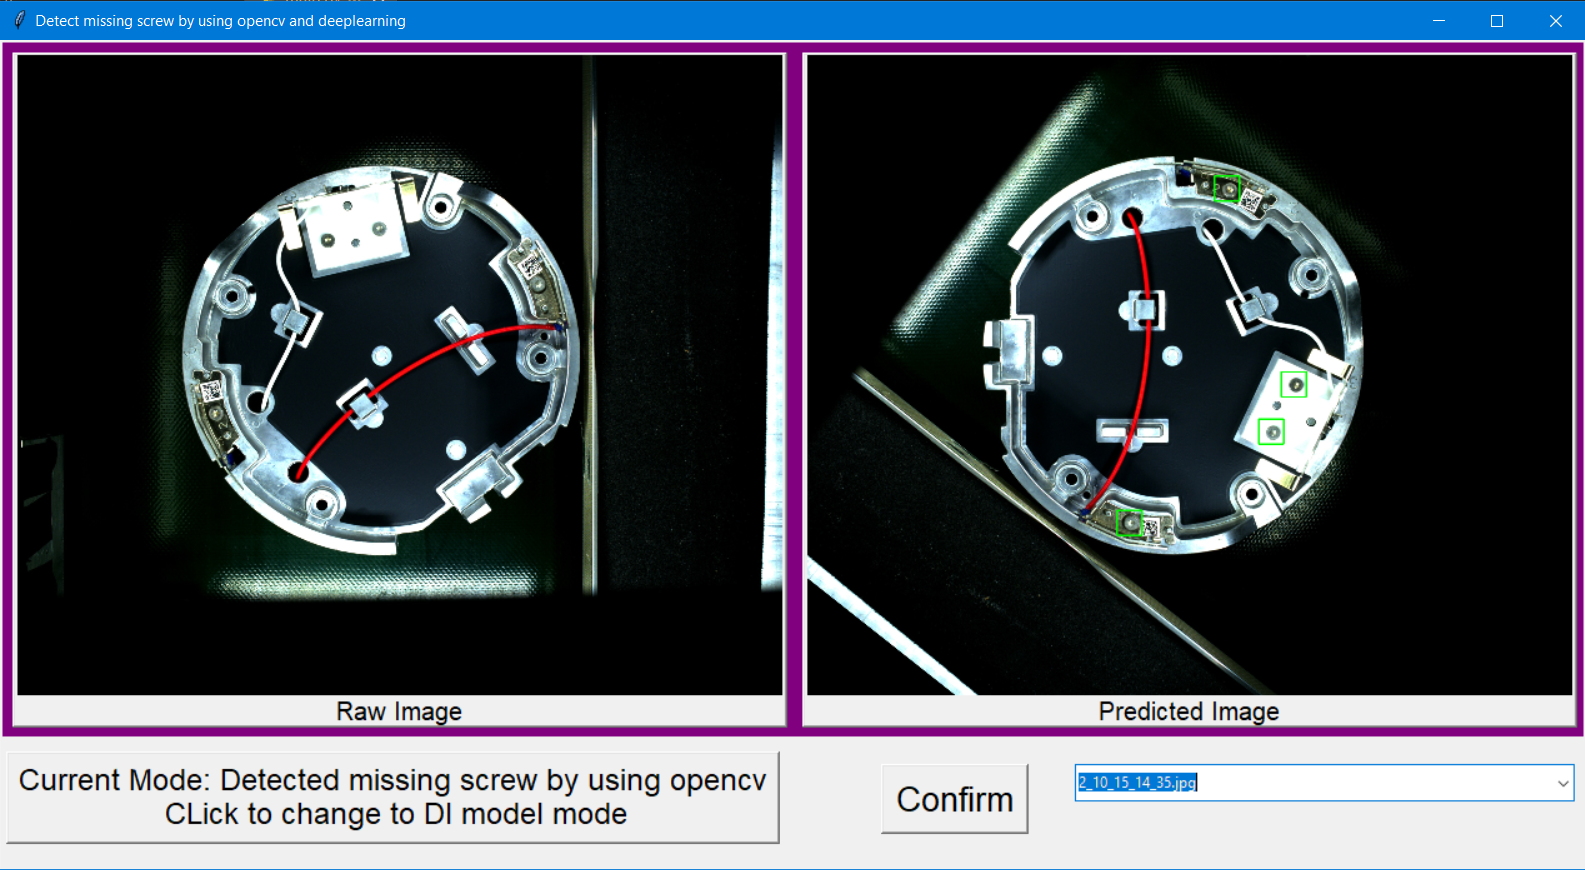 Detect missing screw by using opencv and deeplearning
Raw Image
Predicted Image
Current Mode: Detected missing screw by using opencv
CLick to change to Dl model mode
Confirm
2_10_15_14_35.jpg